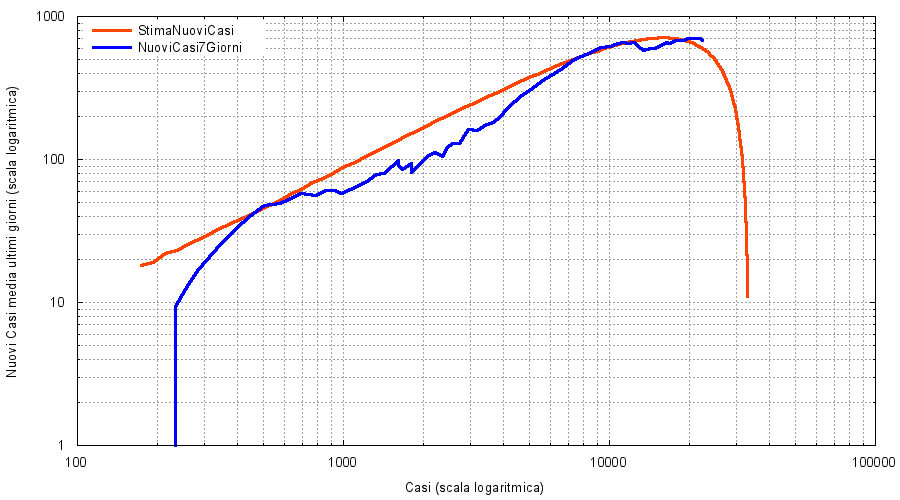 1000
StimaNuoviCasi
NuoviCasi7Giorni
100
10
1
Nuovi Casi media ultimi giorni (scala logaritmica)
100
1000
10000
100000
Casi (scala logaritmica)